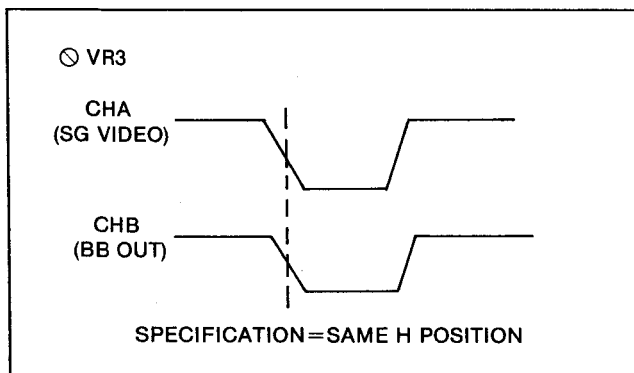 ⦸ VR3
CHA
(SG VIDEO)
CHB
(BB OUT)
SPECIFICATION=SAME H POSITION